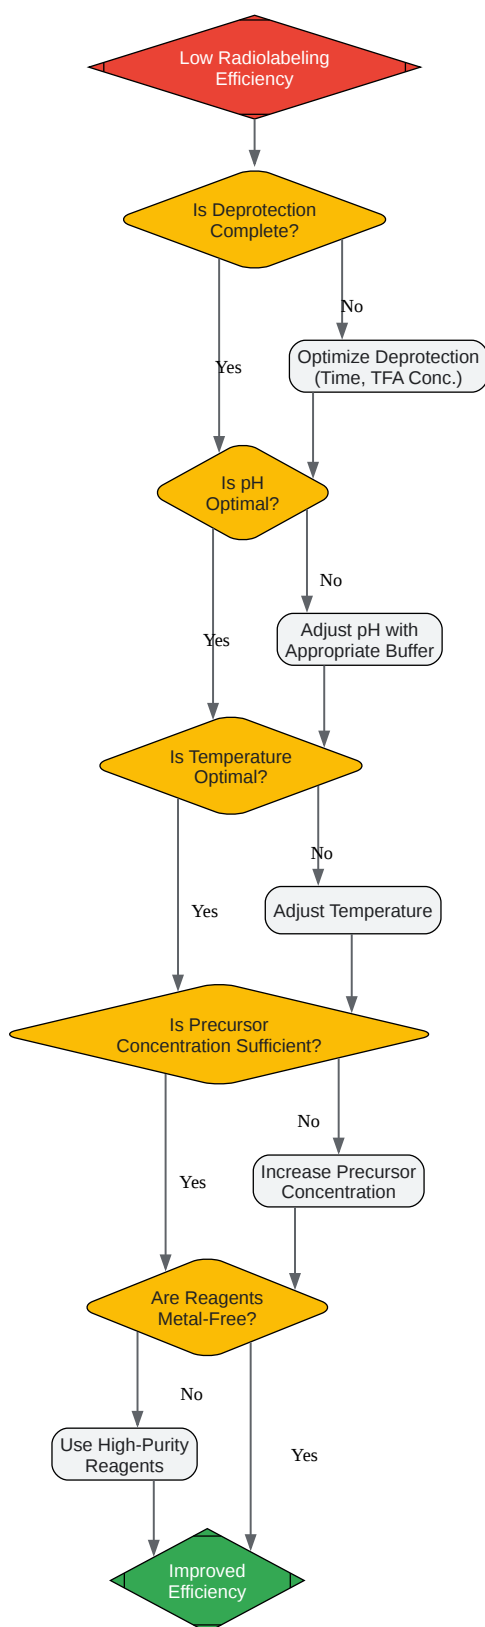 Low Radiolabeling
Efficiency
Is Deprotection
Complete?
No
Optimize Deprotection
(Time, TFA Conc.)
Yes
Is pH
Optimal?
No
Adjust pH with
Appropriate Buffer
Yes
Is Temperature
Optimal?
No
Adjust Temperature
Yes
Is Precursor
Concentration Sufficient?
No
Increase Precursor
Concentration
Yes
Are Reagents
Metal-Free?
No
Use High-Purity
Reagents
Yes
Improved
Efficiency